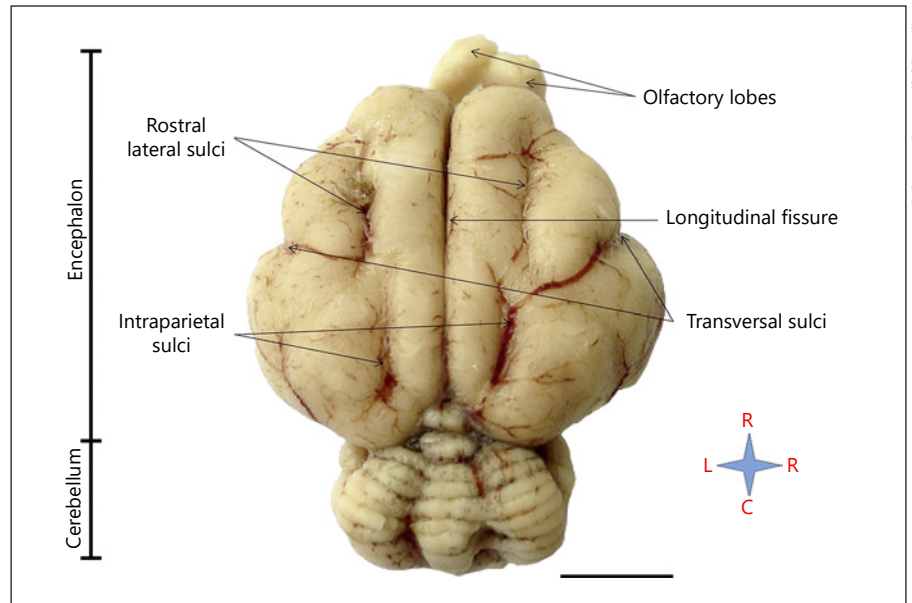 Olfactory lobes
Rostral
lateral sulci
Encephalon
Longitudinal fissure
Intraparietal
sulci
Transversal sulci
R
L R
C
Cerebellum